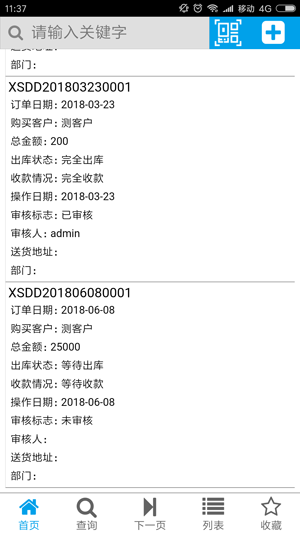 11:37
移动 4G
请输入关键字
送货地址：
部门：
XSDD201803230001
订单日期：2018-03-23
购买客户：测客户
总金额：200
出库状态：完全出库
收款情况：完全收款
操作日期：2018-03-23
审核标志：已审核
审核人：admin
送货地址：
部门：
XSDD201806080001
订单日期：2018-06-08
购买客户：测客户
总金额：25000
出库状态：等待出库
收款情况：等待收款
操作日期：2018-06-08
审核标志：未审核
审核人：
送货地址：
部门：
首页 查询 下一页 列表 收藏